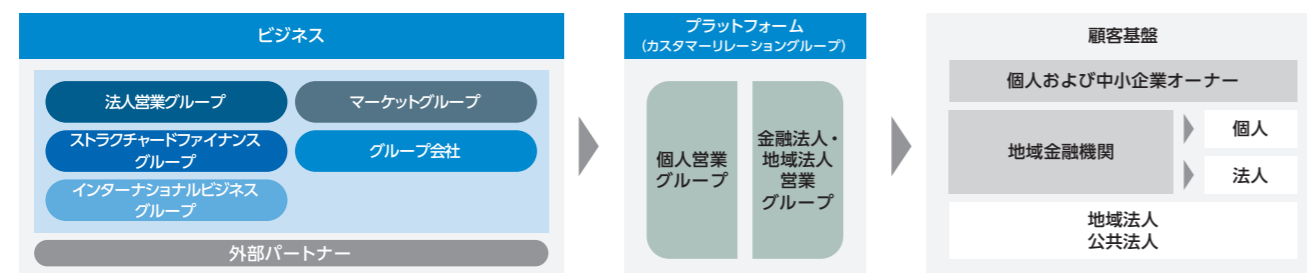 ビジネス
法人営業グループ
マーケットグループ
ストラクチャードファイナンス
グループ
グループ会社
インターナショナルビジネス
グループ
外部パートナー
プラットフォーム
(カスタマーリレーショングループ)
個人営業
グループ
金融法人・
地域法人
営業
グループ
顧客基盤
個人および中小企業オーナー
地域金融機関
個人
法人
地域法人
公共法人